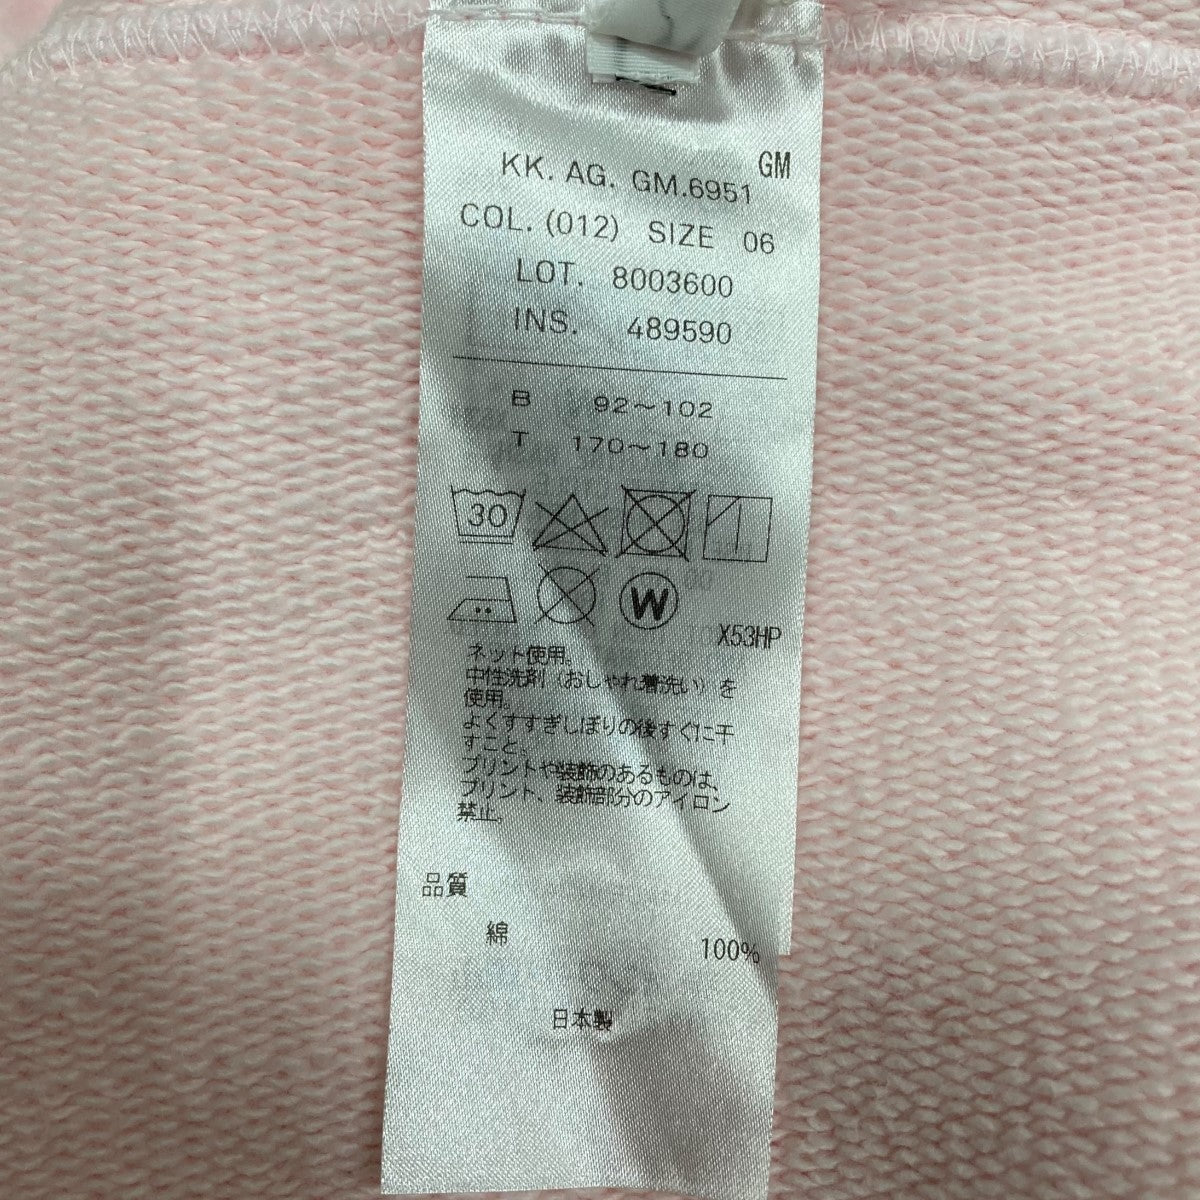 GM
KK. AG. GM.6951
COL. (012) SIZE 06
LOT. 8003600
INS. 489590
B 92～102
T 170～180
30
W
X53HP
ネット使用。
中性洗剤（おしゃれ着洗い）を
使用。
よくすすぎしぼりの後すぐに干
すこと。
プリントや装飾のあるものは、
プリント、装飾部分のアイロン
禁止。
品質
綿 100%
日本製